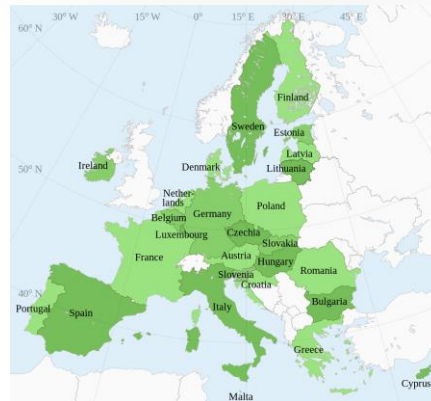 30° W
15° W
0°
15° E
30° E
45° E
60° N
Finland
Sweden
Estonia
Latvia
Lithuania
Denmark
Ireland
50° N
Nether-
lands
Belgium
Germany
Poland
Luxembourg
Czechia
Slovakia
France
Austria
Hungary
Slovenia
Romania
Croatia
40° N
Portugal
Spain
Italy
Bulgaria
Greece
Cyprus
Malta